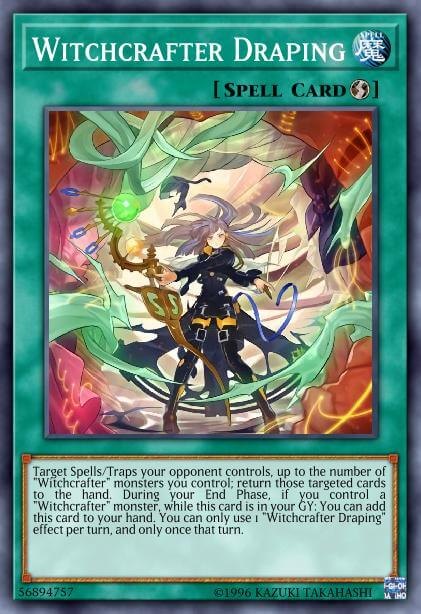 Witchcrafter Draping
SPELL
魔
[Spell Card]
SS
Target Spells/Traps your opponent controls, up to the number of
"Witchcrafter" monsters you control; return those targeted cards
to the hand. During your End Phase, if you control a
"Witchcrafter" monster, while this card is in your GY: You can add
this card to your hand. You can only use 1 "Witchcrafter Draping"
effect per turn, and only once that turn.
56894757
©1996 KAZUKI TAKAHASHI